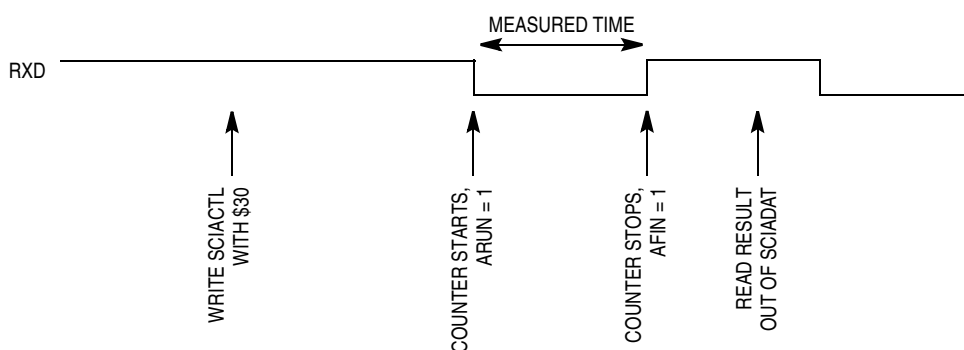 MEASURED TIME
RXD
WRITE SCIACTL
WITH $30
COUNTER STARTS,
ARUN = 1
COUNTER STOPS,
AFIN = 1
READ RESULT
OUT OF SCIADAT